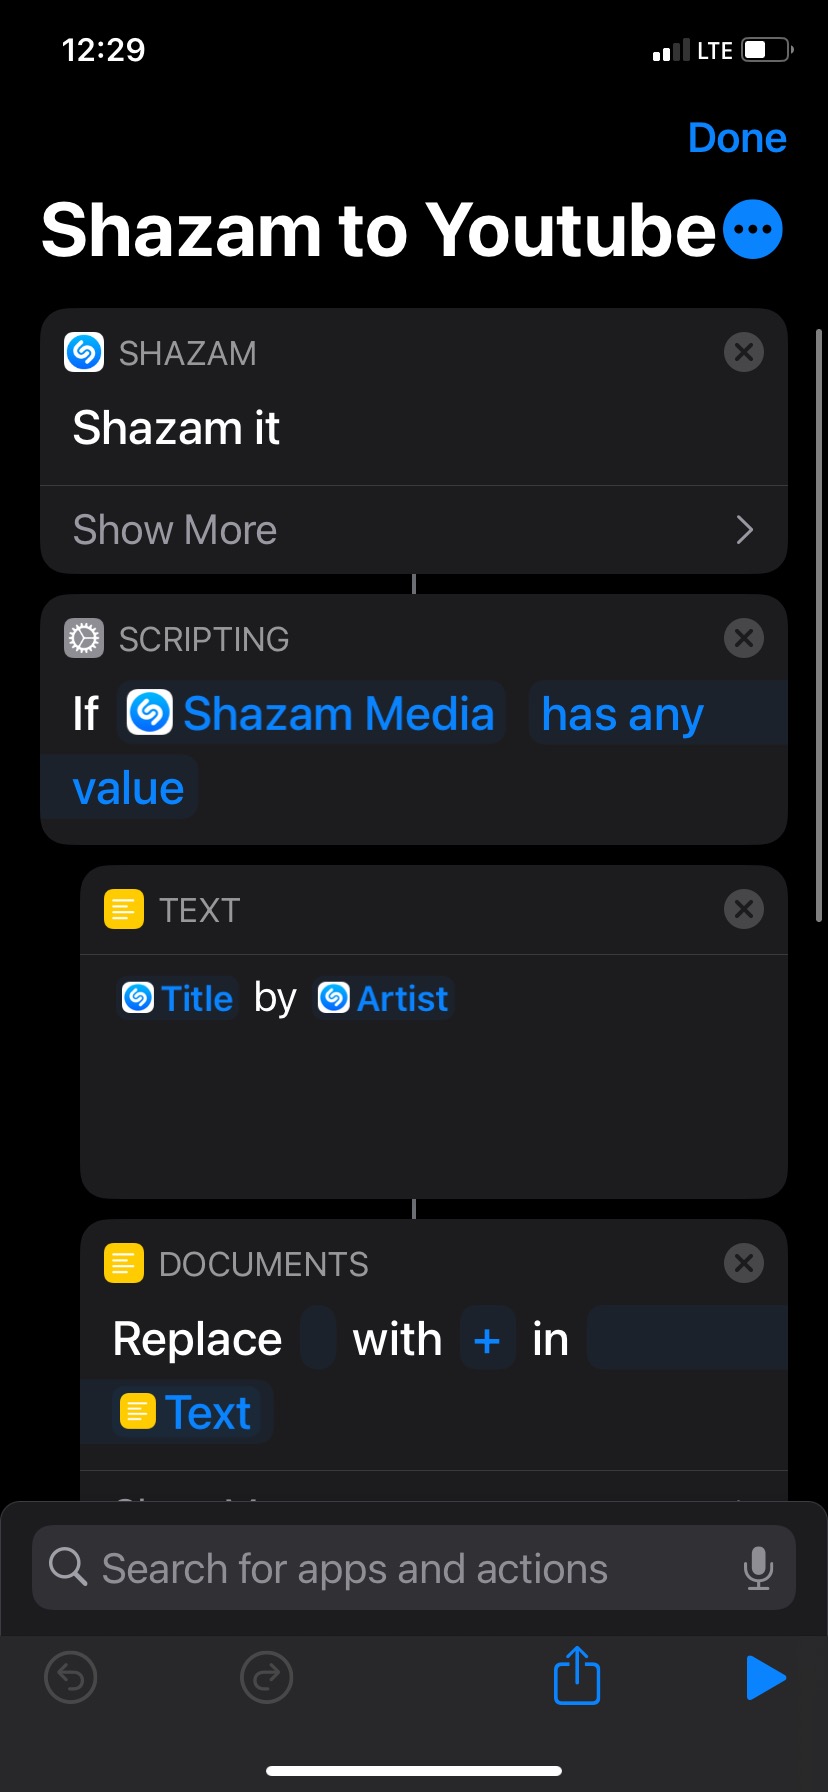 12:29 LTE
Done
Shazam to Youtube
SHAZAM
Shazam it
Show More
SCRIPTING
If Shazam Media has any
value
TEXT
Title by Artist
DOCUMENTS
Replace with + in
Text
Search for apps and actions